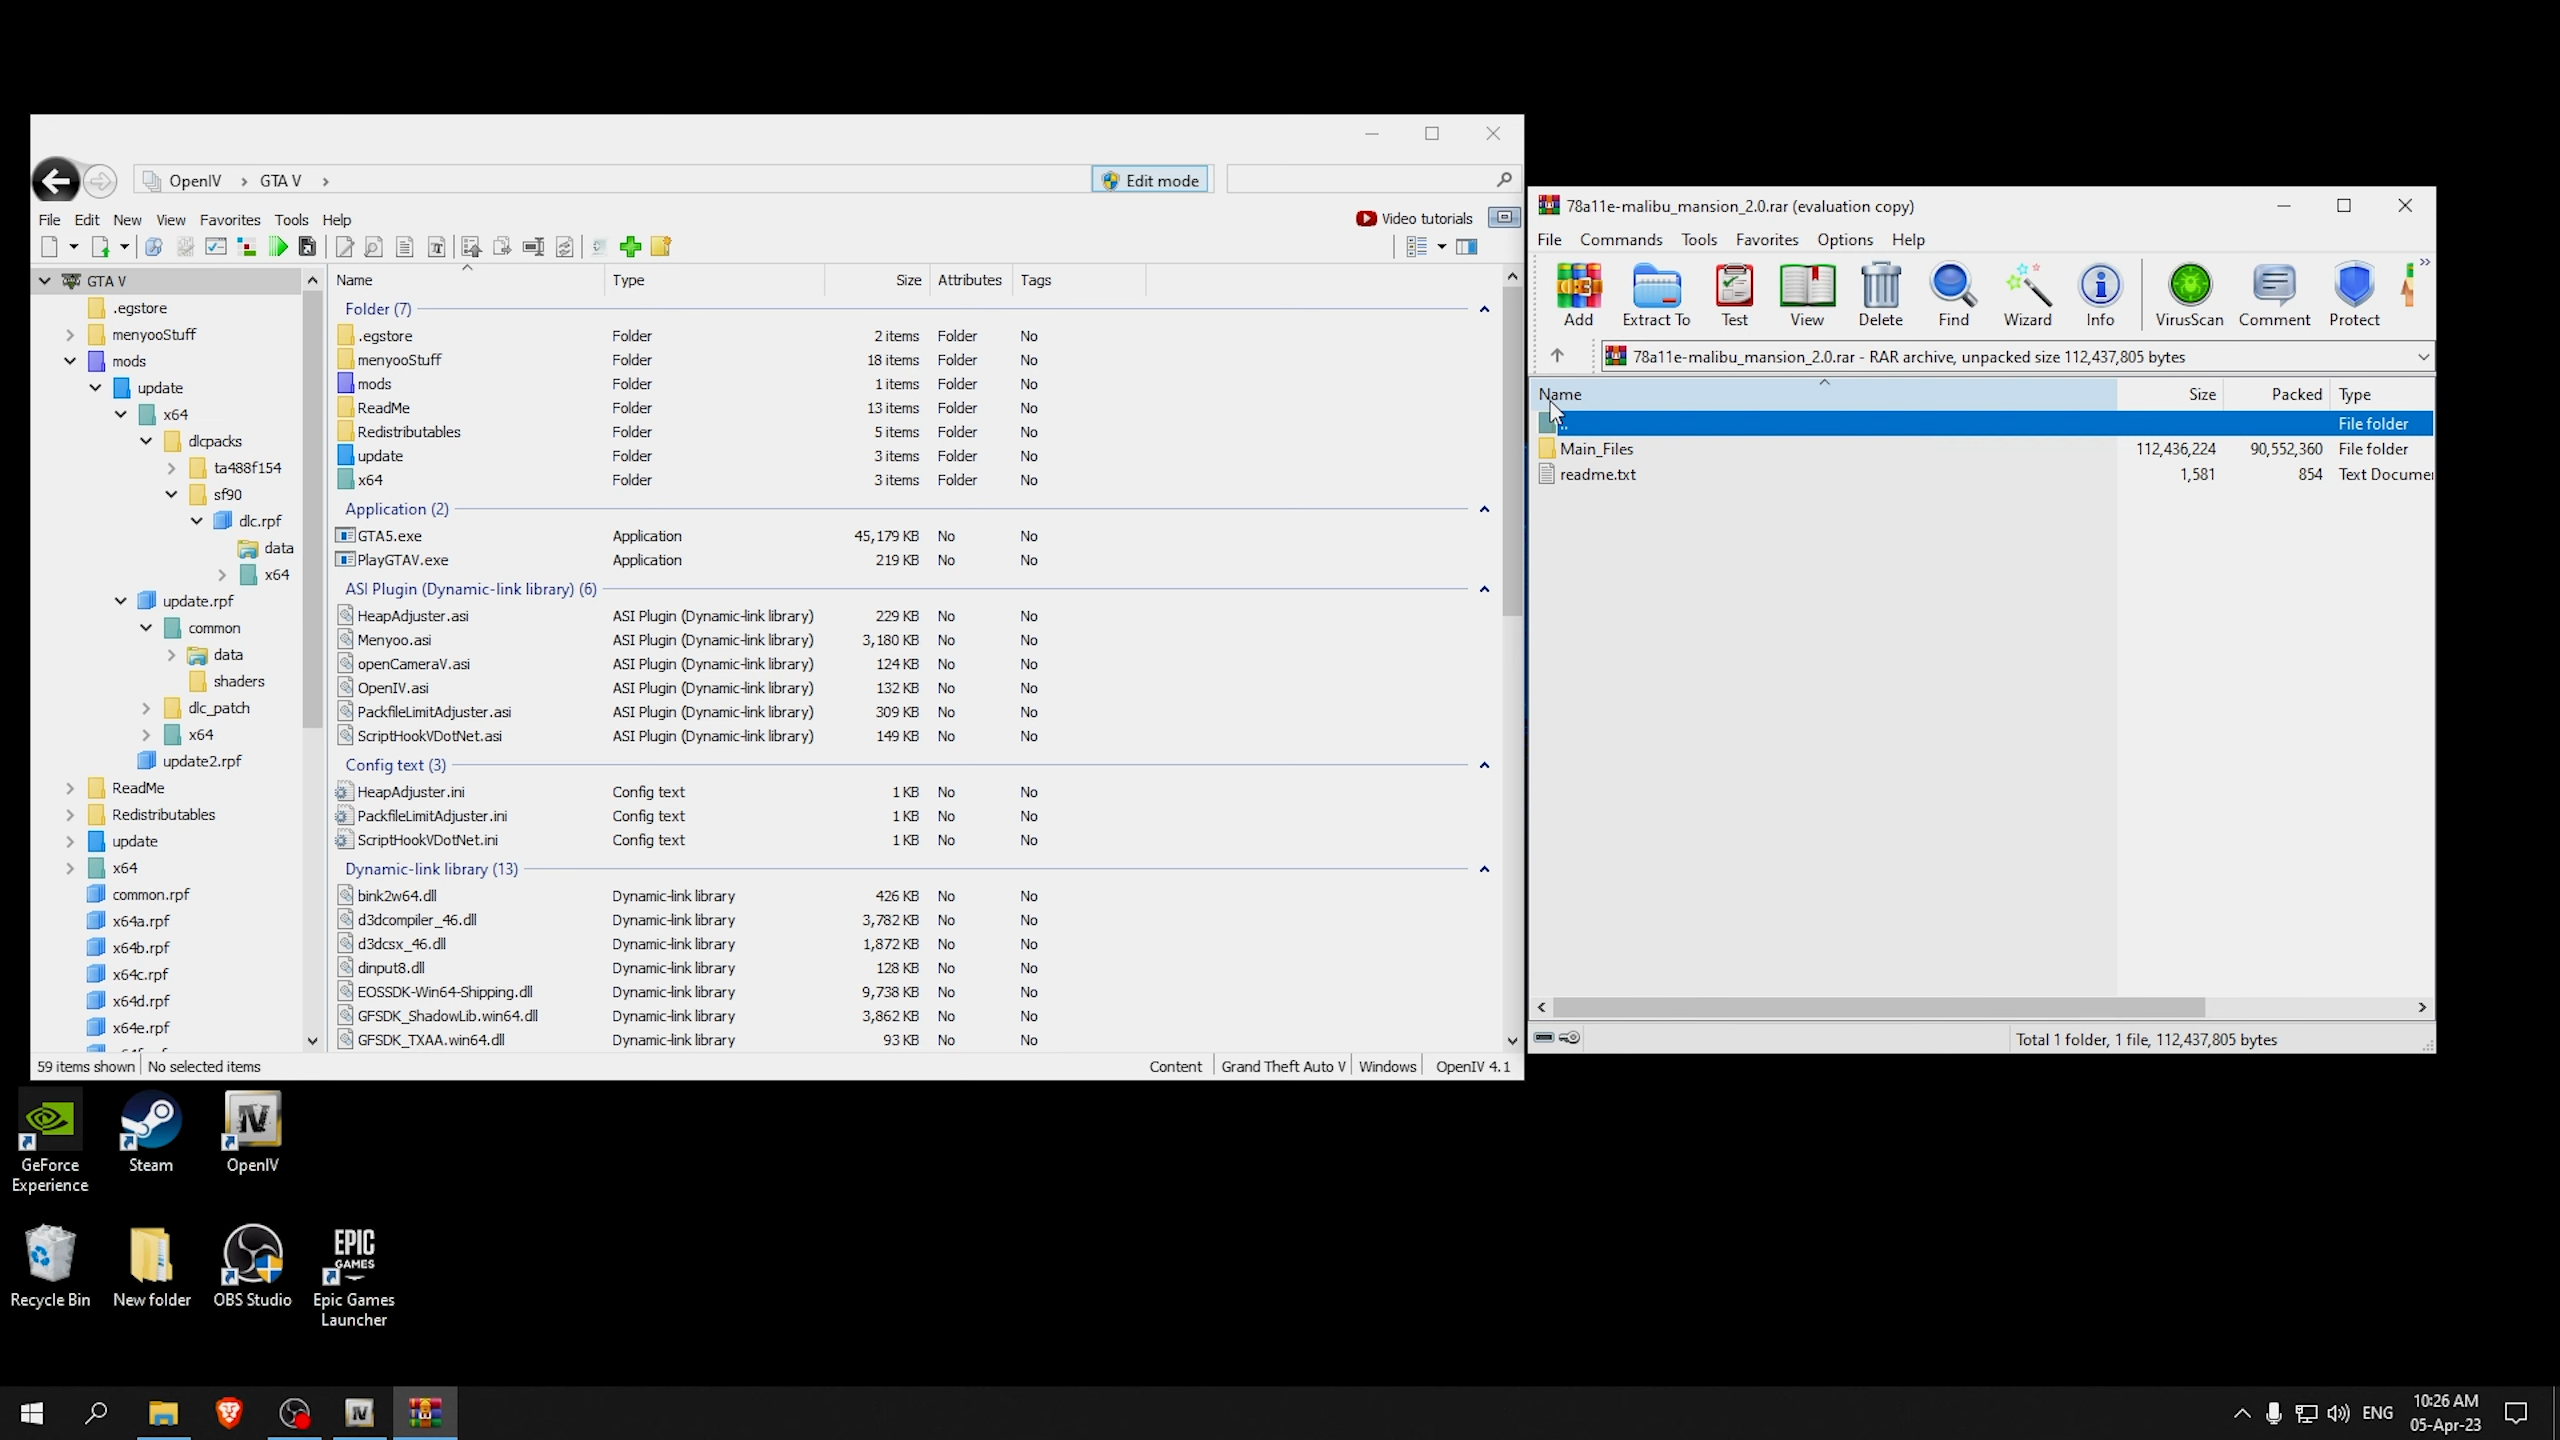 OpenIV > GTA V >
Edit mode
File Edit New View Favorites Tools Help
Video tutorials
GTA V
.egstore
menyooStuff
mods
update
x64
dlcpacks
ta488f154
sf90
dlc.rpf
data
x64
update.rpf
common
data
shaders
dlc_patch
x64
update2.rpf
ReadMe
Redistributables
update
x64
common.rpf
x64a.rpf
x64b.rpf
x64c.rpf
x64d.rpf
x64e.rpf
Name Type Size Attributes Tags
Folder (7)
.egstore Folder 2 items Folder No
menyooStuff Folder 18 items Folder No
mods Folder 1 items Folder No
ReadMe Folder 13 items Folder No
Redistributables Folder 5 items Folder No
update Folder 3 items Folder No
x64 Folder 3 items Folder No
Application (2)
GTA5.exe Application 45,179 KB No No
PlayGTAV.exe Application 219 KB No No
ASI Plugin (Dynamic-link library) (6)
HeapAdjuster.asi ASI Plugin (Dynamic-link library) 229 KB No No
Menyoo.asi ASI Plugin (Dynamic-link library) 3,180 KB No No
openCameraV.asi ASI Plugin (Dynamic-link library) 124 KB No No
OpenIV.asi ASI Plugin (Dynamic-link library) 132 KB No No
PackfileLimitAdjuster.asi ASI Plugin (Dynamic-link library) 309 KB No No
ScriptHookVDotNet.asi ASI Plugin (Dynamic-link library) 149 KB No No
Config text (3)
HeapAdjuster.ini Config text 1 KB No No
PackfileLimitAdjuster.ini Config text 1 KB No No
ScriptHookVDotNet.ini Config text 1 KB No No
Dynamic-link library (13)
bink2w64.dll Dynamic-link library 426 KB No No
d3dcompiler_46.dll Dynamic-link library 3,782 KB No No
d3dcsx_46.dll Dynamic-link library 1,872 KB No No
dinput8.dll Dynamic-link library 128 KB No No
EOSSDK-Win64-Shipping.dll Dynamic-link library 9,738 KB No No
GFSDK_ShadowLib.win64.dll Dynamic-link library 3,862 KB No No
GFSDK_TXAA.win64.dll Dynamic-link library 93 KB No No
59 items shown No selected items
Content Grand Theft Auto V Windows OpenIV 4.1
78a11e-malibu_mansion_2.0.rar (evaluation copy)
File Commands Tools Favorites Options Help
Add Extract To Test View Delete Find Wizard Info VirusScan Comment Protect
78a11e-malibu_mansion_2.0.rar - RAR archive, unpacked size 112,437,805 bytes
Name Size Packed Type
.. File folder
Main_Files 112,436,224 90,552,360 File folder
readme.txt 1,581 854 Text Docume
Total 1 folder, 1 file, 112,437,805 bytes
GeForce Experience
Steam
OpenIV
Recycle Bin
New folder
OBS Studio
EPIC GAMES
Epic Games Launcher
ENG
10:26 AM
05-Apr-23